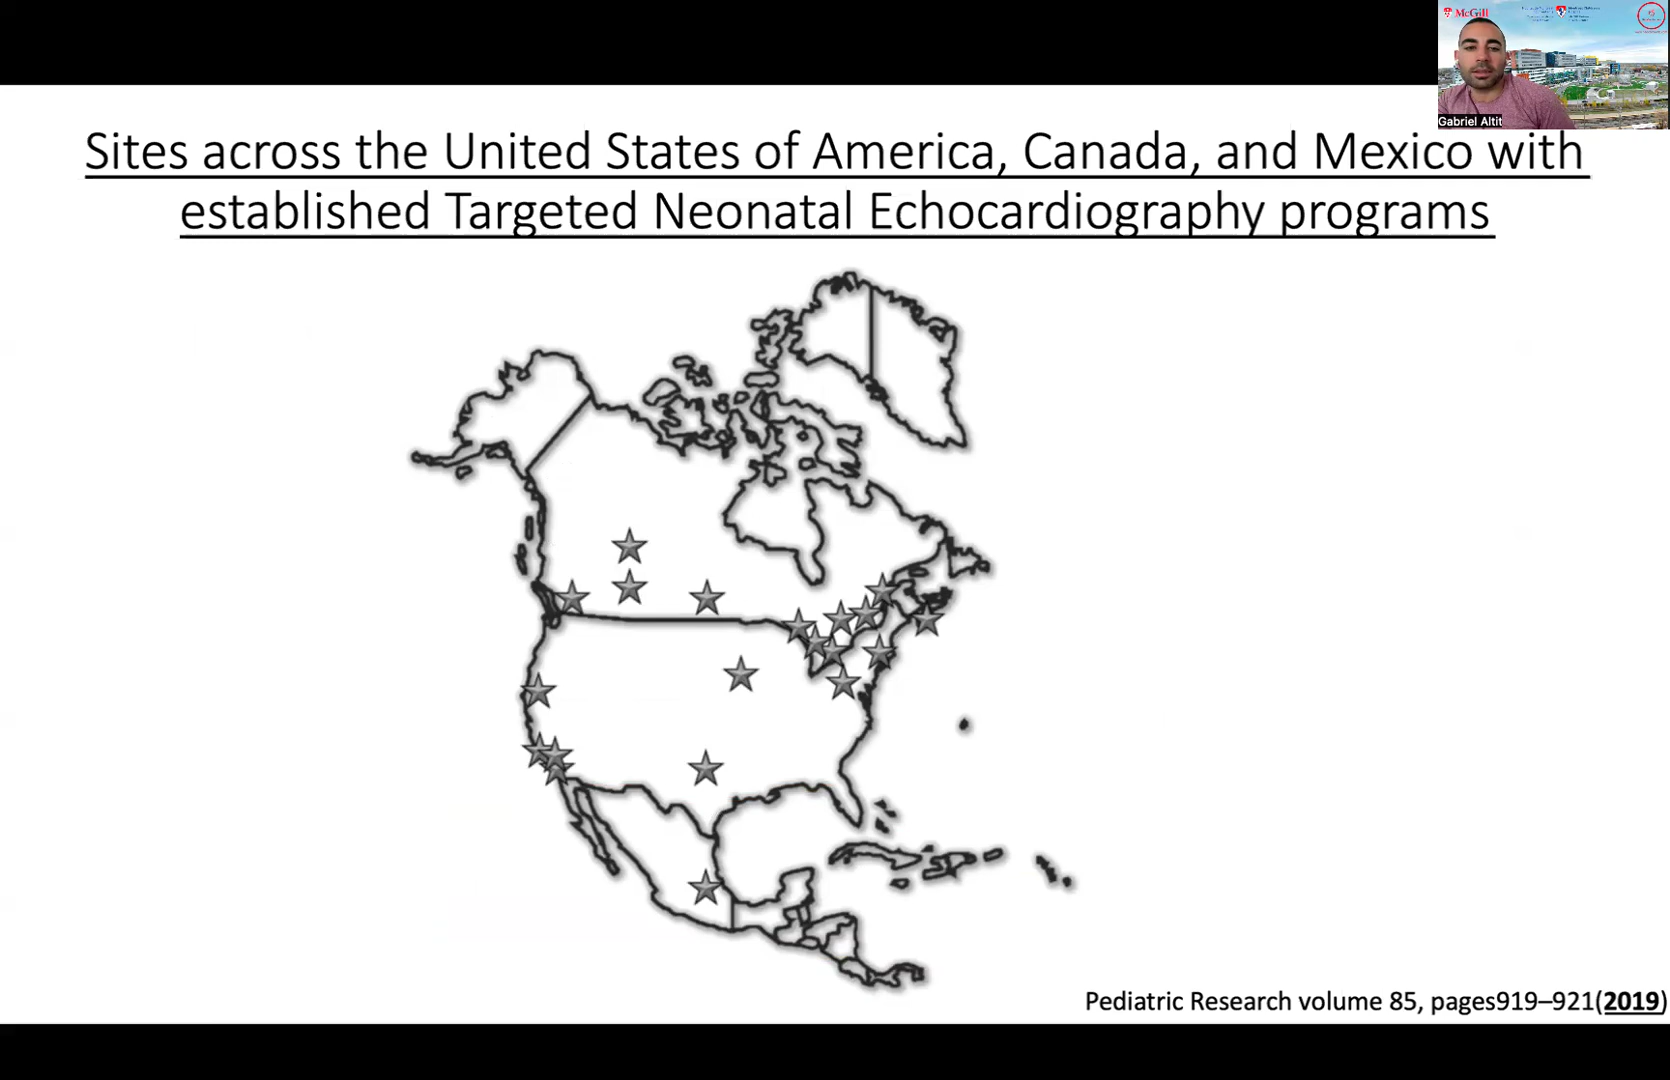 McGill
Gabriel Altit
Sites across the United States of America, Canada, and Mexico with
established Targeted Neonatal Echocardiography programs
Pediatric Research volume 85, pages919–921(2019)